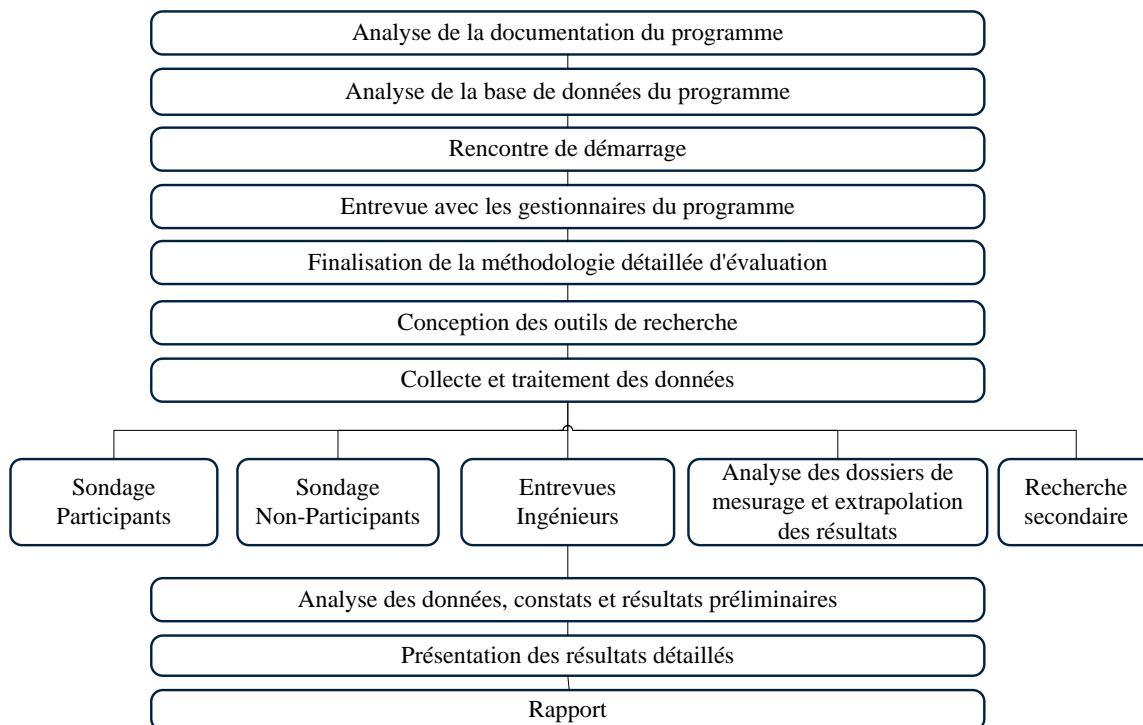 Analyse de la documentation du programme
Analyse de la base de données du programme
Rencontre de démarrage
Entrevue avec les gestionnaires du programme
Finalisation de la méthodologie détaillée d'évaluation
Conception des outils de recherche
Collecte et traitement des données
Sondage
Participants
Sondage
Non-Participants
Entrevues
Ingénieurs
Analyse des dossiers de
mesurage et extrapolation
des résultats
Recherche
secondaire
Analyse des données, constats et résultats préliminaires
Présentation des résultats détaillés
Rapport